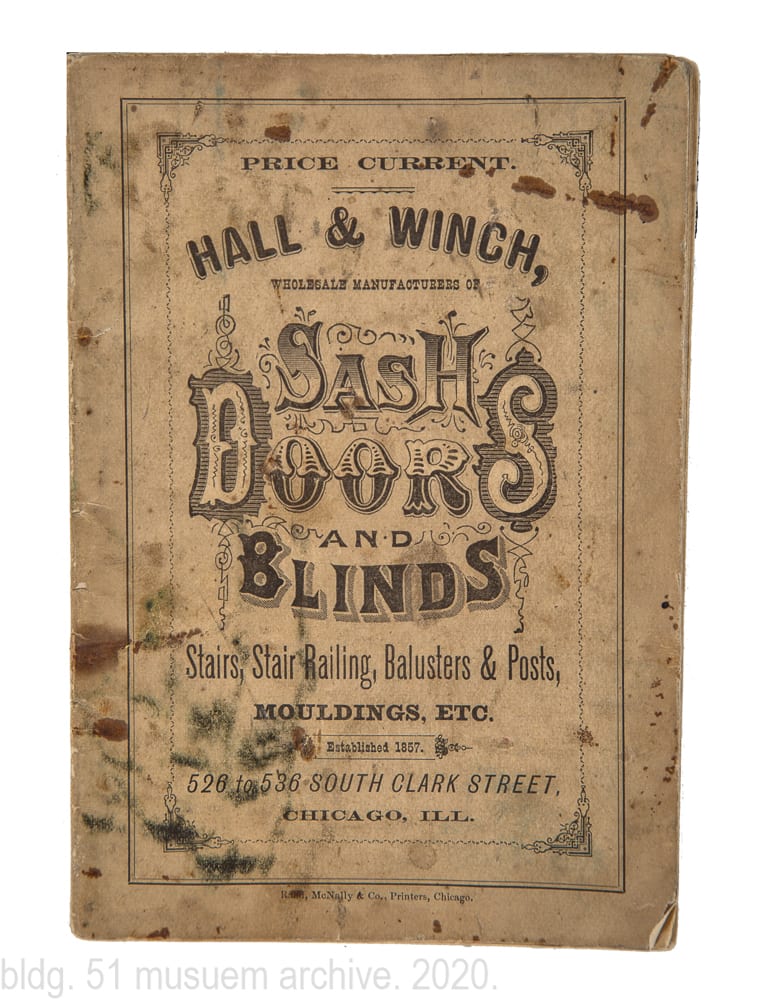 PRICE CURRENT.
HALL & WINCH,
WHOLESALE MANUFACTURERS OF
SASH
DOORS
AND
BLINDS
Stairs, Stair Railing, Balusters & Posts,
MOULDINGS, ETC.
Established 1857.
526 to 536 SOUTH CLARK STREET,
CHICAGO, ILL.
Rand, McNally & Co., Printers, Chicago.
bldg. 51 musuem archive. 2020.